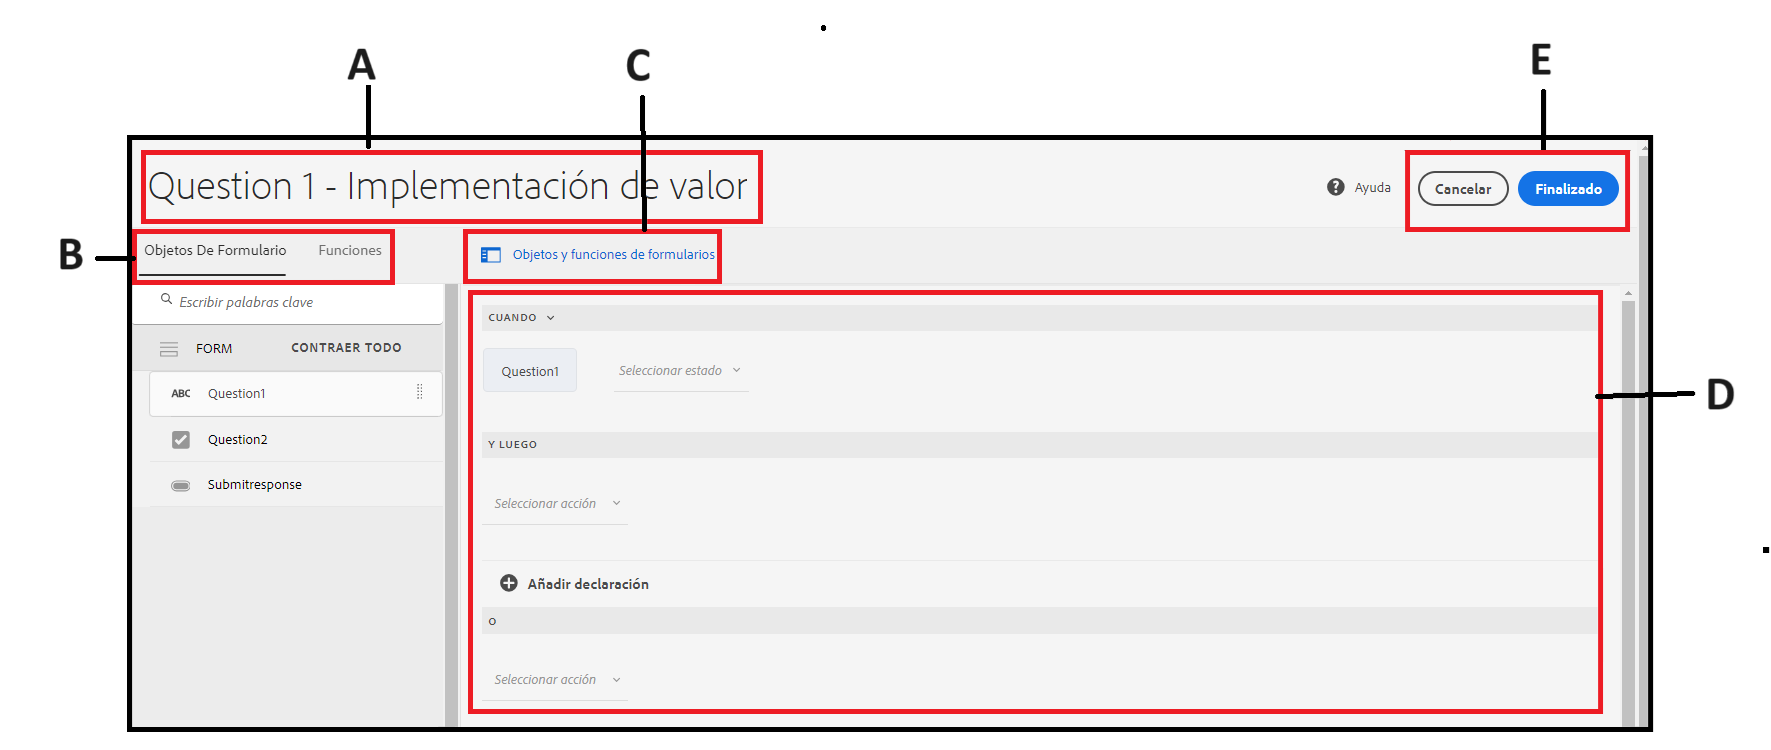 A
C
E
Question 1 - Implementación de valor
Ayuda
Cancelar
Finalizado
B
Objetos De Formulario
Funciones
Objetos y funciones de formularios
Escribir palabras clave
CUANDO
FORM
CONTRAER TODO
Question1
Seleccionar estado
ABC
Question1
D
Question2
Y LUEGO
Submitresponse
Seleccionar acción
Añadir declaración
O
Seleccionar acción